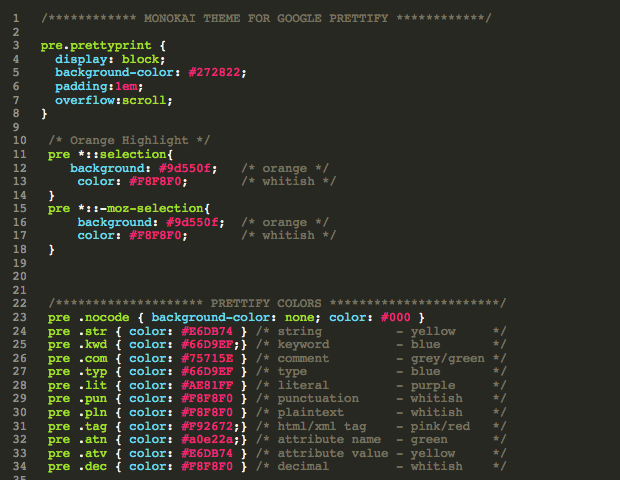 1 /************ MONOKAI THEME FOR GOOGLE PRETTIFY ************/
2
3 pre.prettyprint {
4   display: block;
5   background-color: #272822;
6   padding:1em;
7   overflow:scroll;
8 }
9
10  /* Orange Highlight */
11  pre *::selection{
12     background: #9d550f;   /* orange */
13      color: #F8F8F0;       /* whitish */
14  }
15  pre *::-moz-selection{
16      background: #9d550f;  /* orange */
17      color: #F8F8F0;       /* whitish */
18  }
19
20
21
22  /******************** PRETTIFY COLORS ***********************/
23  pre .nocode { background-color: none; color: #000 }
24  pre .str { color: #E6DB74 } /* string          - yellow     */
25  pre .kwd { color: #66D9EF;} /* keyword         - blue       */
26  pre .com { color: #75715E } /* comment         - grey/green */
27  pre .typ { color: #66D9EF } /* type            - blue       */
28  pre .lit { color: #AE81FF } /* literal         - purple     */
29  pre .pun { color: #F8F8F0 } /* punctuation     - whitish    */
30  pre .pln { color: #F8F8F0 } /* plaintext       - whitish    */
31  pre .tag { color: #F92672;} /* html/xml tag    - pink/red   */
32  pre .atn { color: #a0e22a;} /* attribute name  - green      */
33  pre .atv { color: #E6DB74 } /* attribute value - yellow     */
34  pre .dec { color: #F8F8F0 } /* decimal         - whitish    */
35